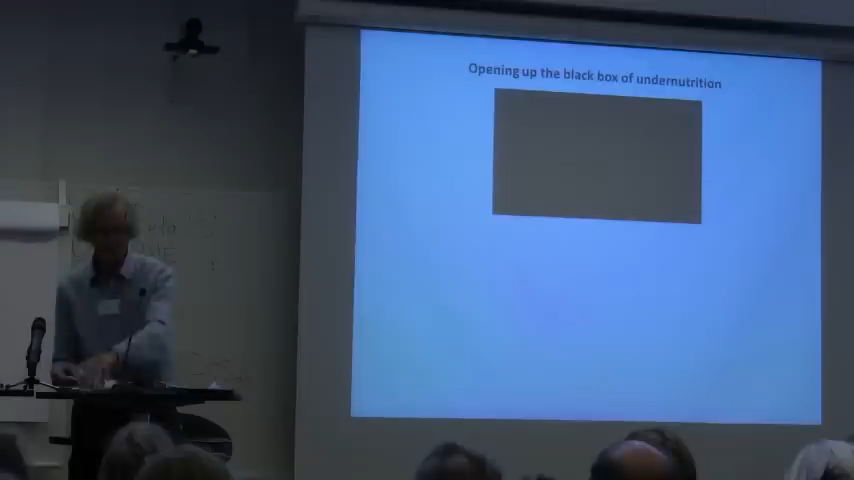 Opening up the black box of undernutrition